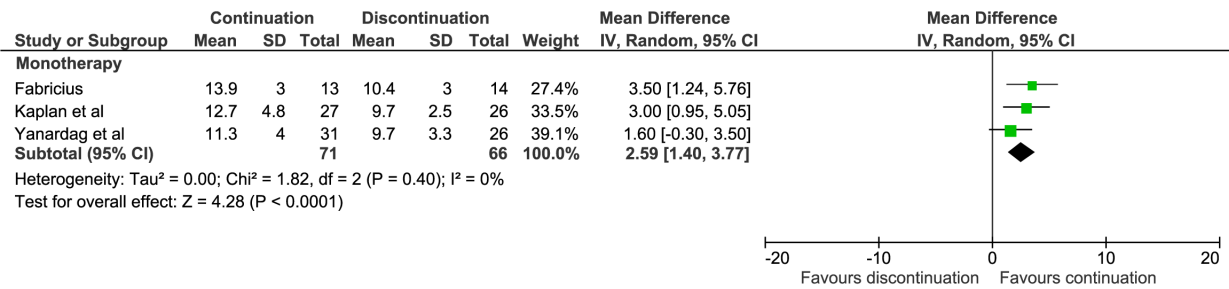 Continuation Discontinuation Mean Difference Mean Difference
Study or Subgroup Mean SD Total Mean SD Total Weight IV, Random, 95% CI IV, Random, 95% CI
Monotherapy
Fabricius 13.9 3 13 10.4 3 14 27.4% 3.50 [1.24, 5.76]
Kaplan et al 12.7 4.8 27 9.7 2.5 26 33.5% 3.00 [0.95, 5.05]
Yanardag et al 11.3 4 31 9.7 3.3 26 39.1% 1.60 [-0.30, 3.50]
Subtotal (95% CI) 71 66 100.0% 2.59 [1.40, 3.77]
Heterogeneity: Tau² = 0.00; Chi² = 1.82, df = 2 (P = 0.40); I² = 0%
Test for overall effect: Z = 4.28 (P < 0.0001)
-20 -10 0 10 20
Favours discontinuation Favours continuation